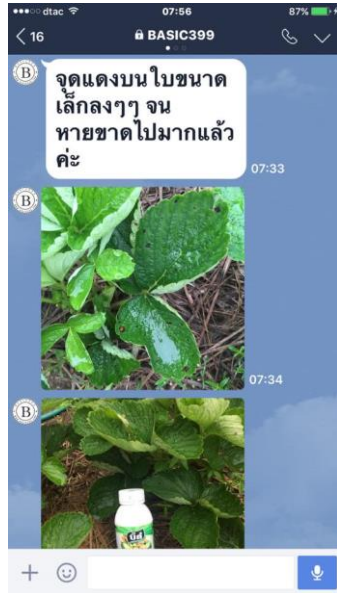 dtac 07:56 87%
16 BASIC399
B
จุดแดงบนใบขนาด
เล็กลงๆๆ จน
หายขาดไปมากแล้ว
ค่ะ
07:33
B
07:34
B